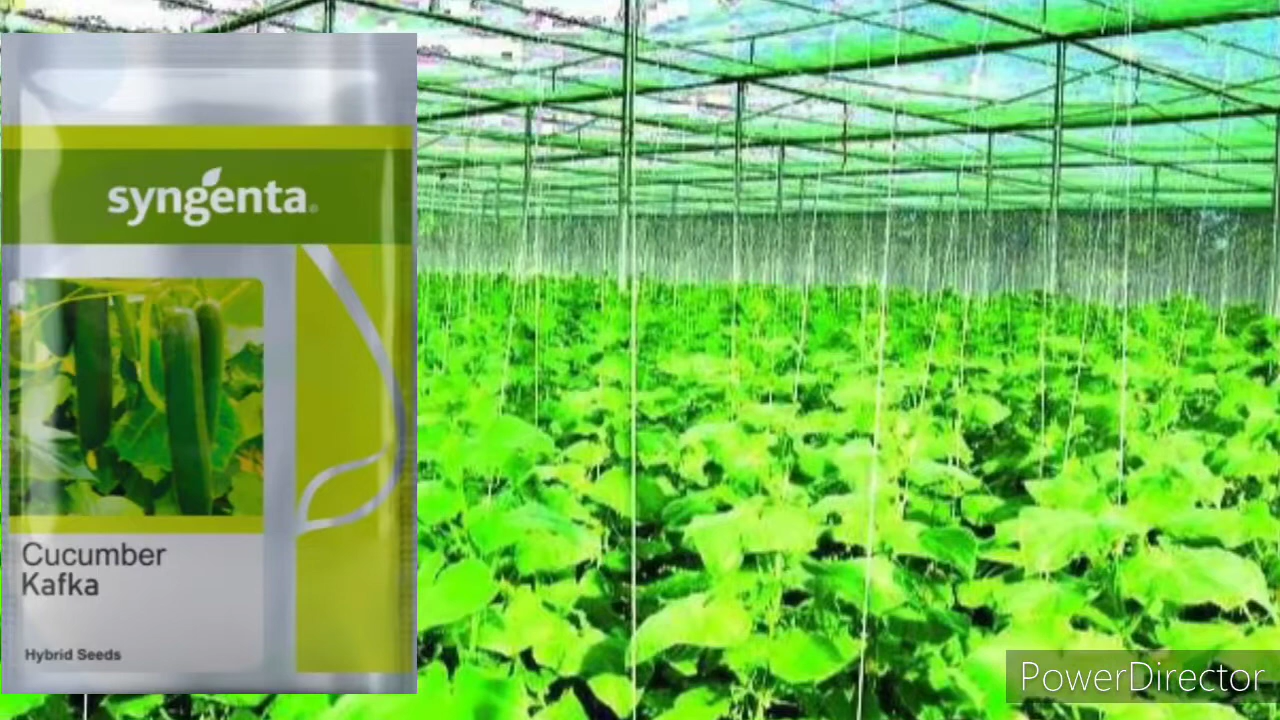 syngenta®
Cucumber
Kafka
Hybrid Seeds
PowerDirector